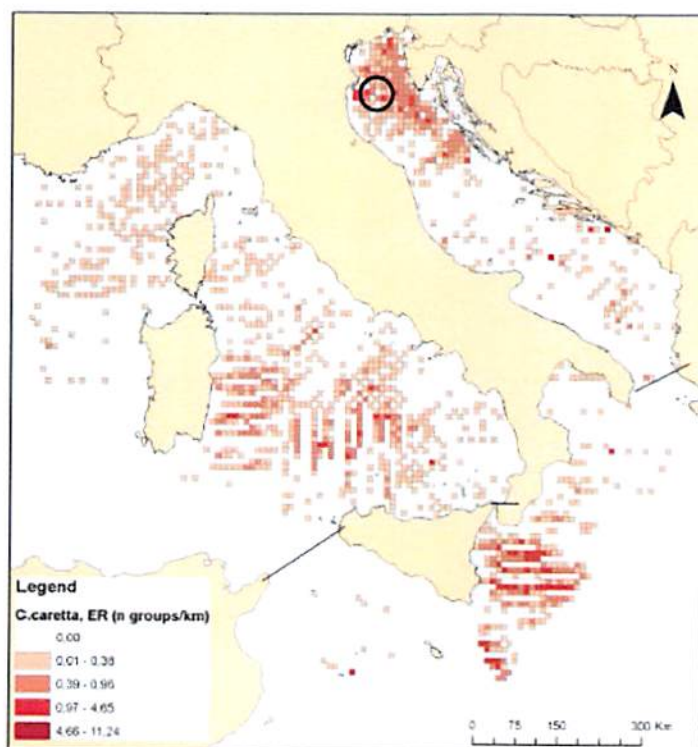 N
Legend
C.caretta, ER (n groups/km)
0.00
0.01 - 0.38
0.39 - 0.96
0.97 - 4.65
4.66 - 11.24
0 75 150 300 Km